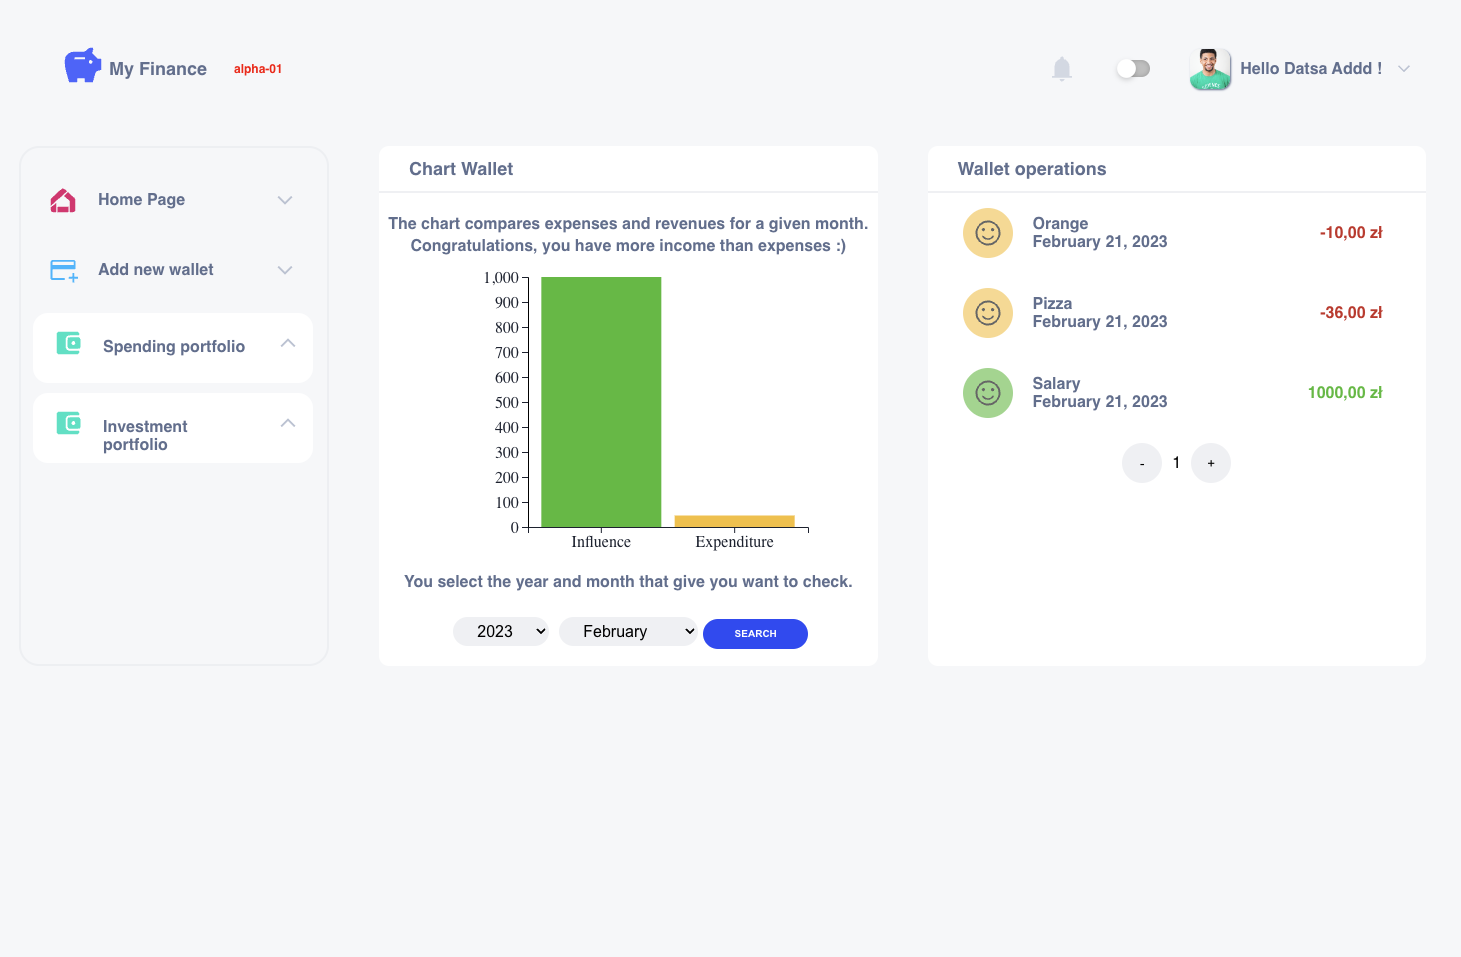 My Finance
alpha-01
Hello Datsa Addd !
Home Page
Add new wallet
Spending portfolio
Investment
portfolio
Chart Wallet
The chart compares expenses and revenues for a given month.
Congratulations, you have more income than expenses :)
1,000
900
800
700
600
500
400
300
200
100
0
Influence
Expenditure
You select the year and month that give you want to check.
2023
February
SEARCH
Wallet operations
Orange
February 21, 2023
-10,00 zł
Pizza
February 21, 2023
-36,00 zł
Salary
February 21, 2023
1000,00 zł
- 1 +